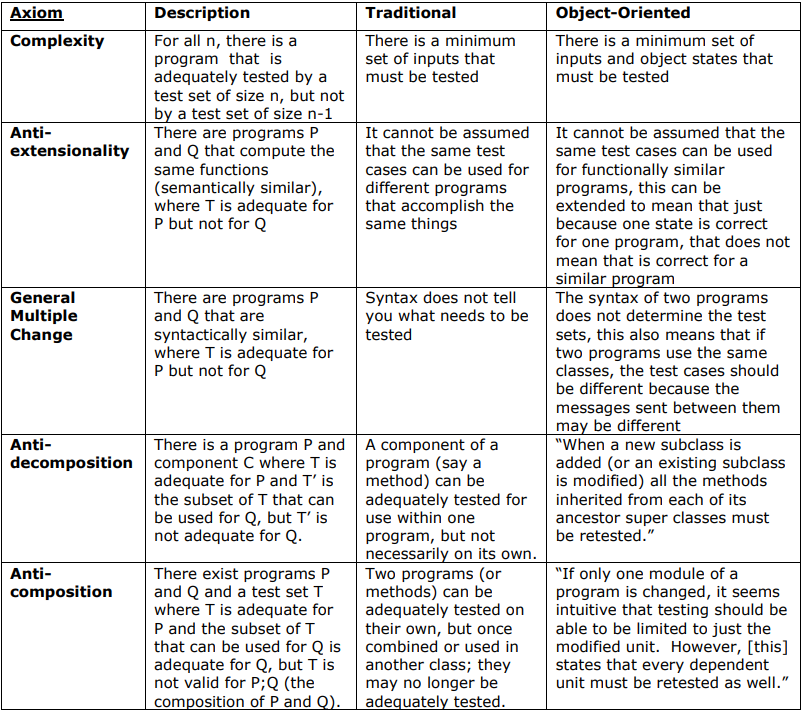 Axiom
Description
Traditional
Object-Oriented
Complexity
For all n, there is a
program that is
adequately tested by a
test set of size n, but not
by a test set of size n-1
There is a minimum
set of inputs that
must be tested
There is a minimum set of
inputs and object states that
must be tested
Anti-
extensionality
There are programs P
and Q that compute the
same functions
(semantically similar),
where T is adequate for
P but not for Q
It cannot be assumed
that the same test
cases can be used for
different programs
that accomplish the
same things
It cannot be assumed that the
same test cases can be used
for functionally similar
programs, this can be
extended to mean that just
because one state is correct
for one program, that does not
mean that is correct for a
similar program
General
Multiple
Change
There are programs P
and Q that are
syntactically similar,
where T is adequate for
P but not for Q
Syntax does not tell
you what needs to be
tested
The syntax of two programs
does not determine the test
sets, this also means that if
two programs use the same
classes, the test cases should
be different because the
messages sent between them
may be different
Anti-
decomposition
There is a program P and
component C where T is
adequate for P and T’ is
the subset of T that can
be used for Q, but T’ is
not adequate for Q.
A component of a
program (say a
method) can be
adequately tested for
use within one
program, but not
necessarily on its own.
“When a new subclass is
added (or an existing subclass
is modified) all the methods
inherited from each of its
ancestor super classes must
be retested.”
Anti-
composition
There exist programs P
and Q and a test set T
where T is adequate for
P and the subset of T
that can be used for Q is
adequate for Q, but T is
not valid for P;Q (the
composition of P and Q).
Two programs (or
methods) can be
adequately tested on
their own, but once
combined or used in
another class; they
may no longer be
adequately tested.
“If only one module of a
program is changed, it seems
intuitive that testing should be
able to be limited to just the
modified unit. However, [this]
states that every dependent
unit must be retested as well.”